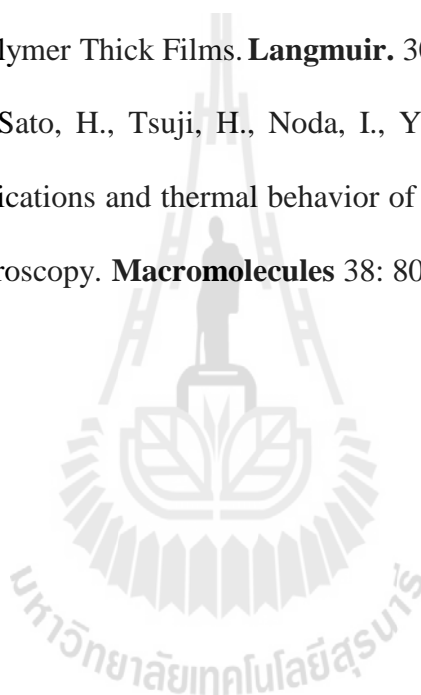 lymer Thick Films. Langmuir. 30
Sato, H., Tsuji, H., Noda, I., Y
ications and thermal behavior of
roscopy. Macromolecules 38: 80
มหาวิทยาลัยเทคโนโลยีสุรนารี